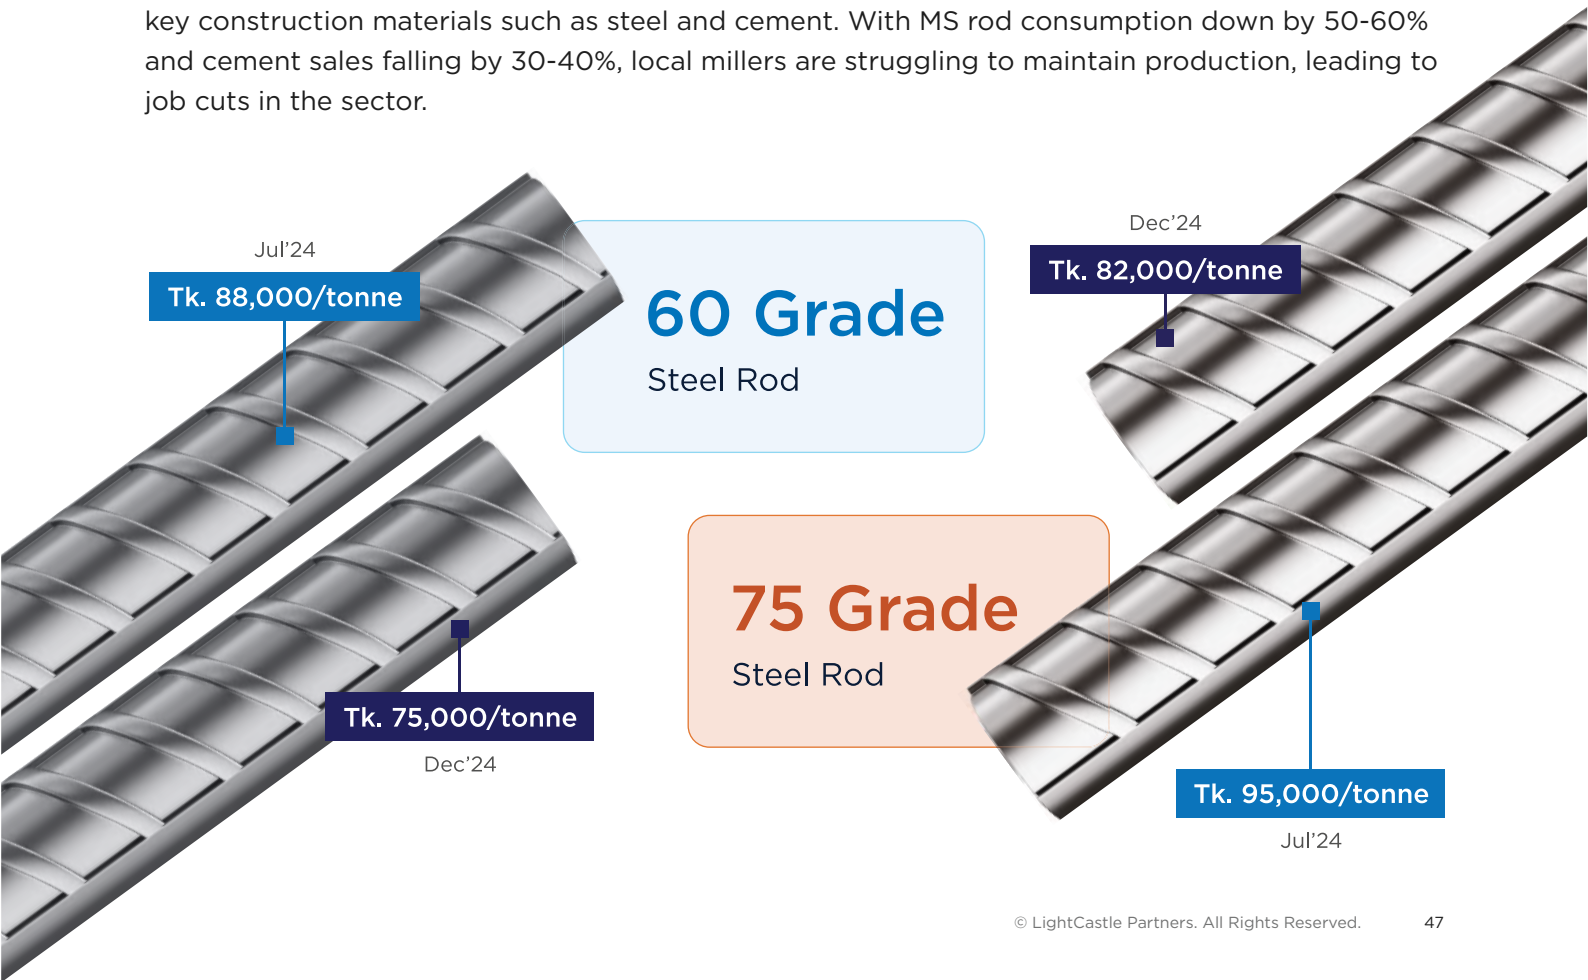 key construction materials such as steel and cement. With MS rod consumption down by 50-60%
and cement sales falling by 30-40%, local millers are struggling to maintain production, leading to
job cuts in the sector.
Jul’24
Tk. 88,000/tonne
60 Grade
Steel Rod
Dec’24
Tk. 82,000/tonne
Tk. 75,000/tonne
Dec’24
75 Grade
Steel Rod
Tk. 95,000/tonne
Jul’24
© LightCastle Partners. All Rights Reserved. 47